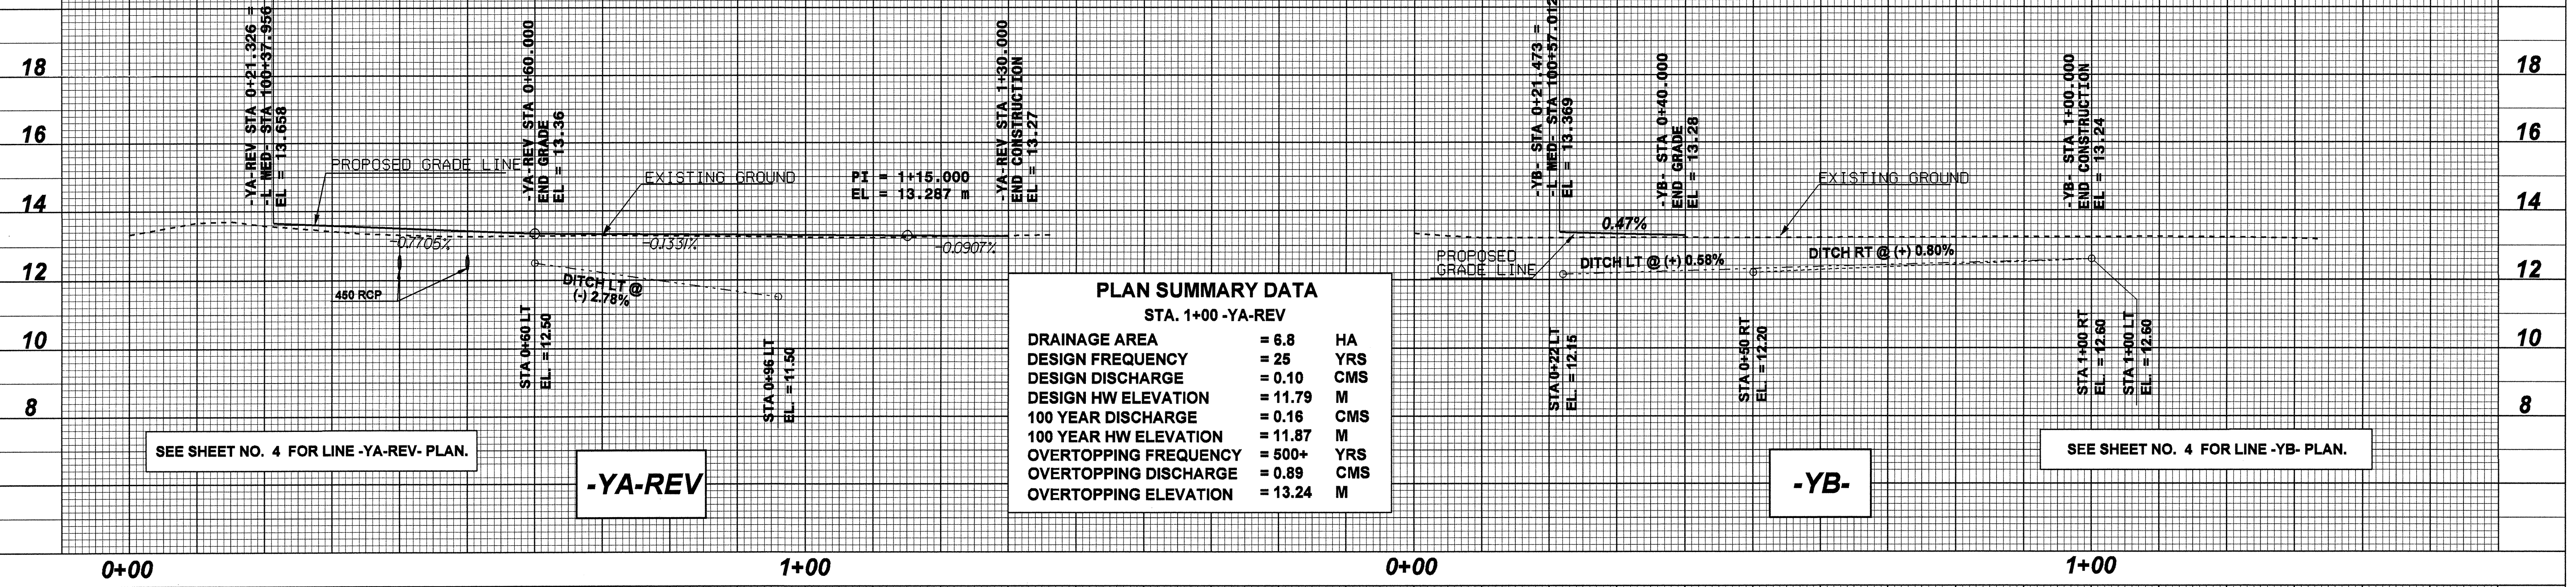 18
16
14
12
10
8
-YA-REV STA 0+21.326 =
-L MED- STA 100+37.956
EL = 13.658
PROPOSED GRADE LINE
-YA-REV STA 0+60.000
END GRADE
EL = 13.36
EXISTING GROUND
PI = 1+15.000
EL = 13.287 m
-YA-REV STA 1+30.000
END CONSTRUCTION
EL = 13.27
-0.7705%
-0.1331%
-0.0907%
450 RCP
DITCH LT @
(-) 2.78%
STA 0+60 LT
EL. = 12.50
STA 0+96 LT
EL. = 11.50
SEE SHEET NO. 4 FOR LINE -YA-REV- PLAN.
-YA-REV
0+00
1+00
PLAN SUMMARY DATA
STA. 1+00 -YA-REV
DRAINAGE AREA = 6.8 HA
DESIGN FREQUENCY = 25 YRS
DESIGN DISCHARGE = 0.10 CMS
DESIGN HW ELEVATION = 11.79 M
100 YEAR DISCHARGE = 0.16 CMS
100 YEAR HW ELEVATION = 11.87 M
OVERTOPPING FREQUENCY = 500+ YRS
OVERTOPPING DISCHARGE = 0.89 CMS
OVERTOPPING ELEVATION = 13.24 M
-YB- STA 0+21.473 =
-L MED- STA 100+57.012
EL = 13.369
-YB- STA 0+40.000
END GRADE
EL = 13.28
-YB- STA 1+00.000
END CONSTRUCTION
EL = 13.24
EXISTING GROUND
0.47%
PROPOSED
GRADE LINE
DITCH LT @ (+) 0.58%
DITCH RT @ (+) 0.80%
STA 0+22 LT
EL. = 12.15
STA 0+50 RT
EL. = 12.20
STA 1+00 RT
EL. = 12.60
STA 1+00 LT
EL. = 12.60
SEE SHEET NO. 4 FOR LINE -YB- PLAN.
-YB-
0+00
1+00
18
16
14
12
10
8